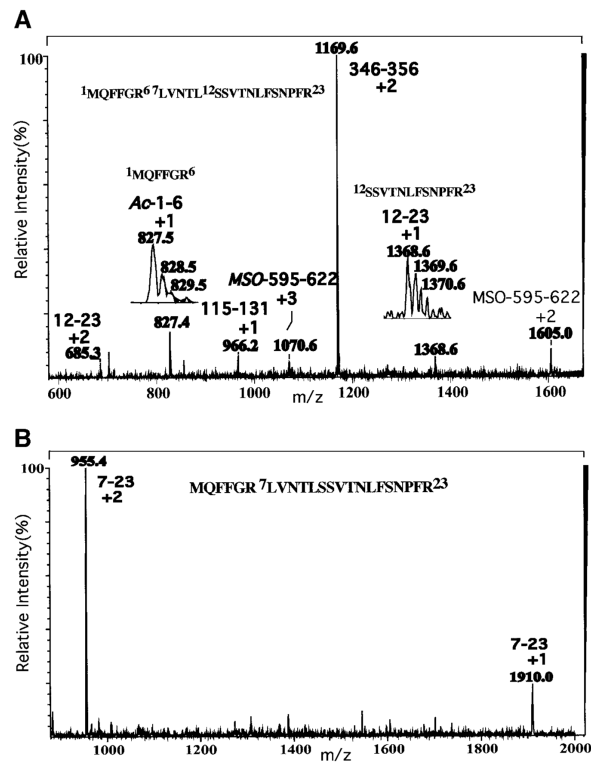 A
100
1169.6
346-356
+2
1MQFFGR6 7LVNTL12SSVTNLFSNPFR23
1MQFFGR6
Ac-1-6
+1
827.5
828.5
829.5
12SSVTNLFSNPFR23
12-23
+1
1368.6
1369.6
1370.6
MSO-595-622
+3
MSO-595-622
+2
12-23
+2
685.3
827.4
115-131
+1
966.2
1070.6
1368.6
1605.0
Relative Intensity(%)
600 800 1000 1200 1400 1600
m/z
B
100
955.4
7-23
+2
MQFFGR 7LVNTLSSVTNLFSNPFR23
7-23
+1
1910.0
Relative Intensity(%)
1000 1200 1400 1600 1800 2000
m/z